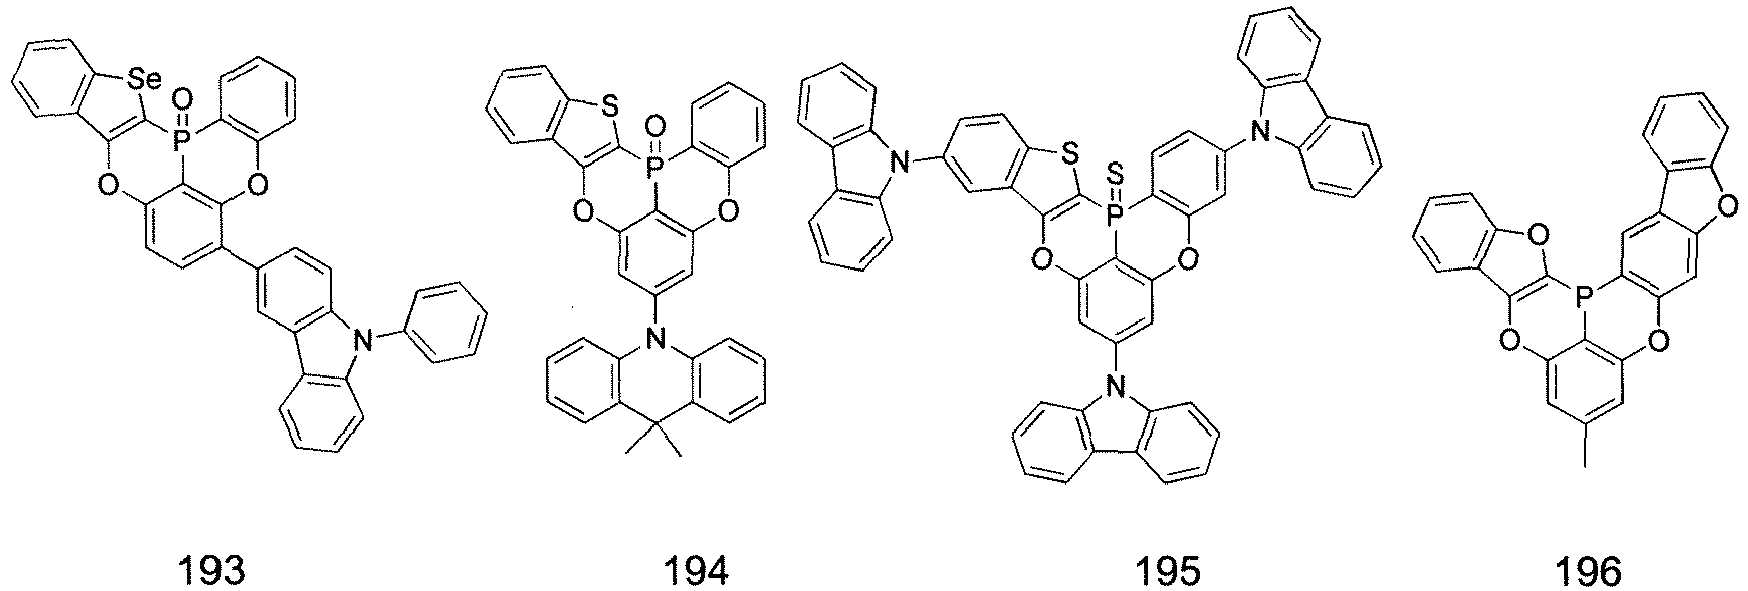 Se O P O O N
S O P O O N
N S S P O O N N
O O P O O
193 194 195 196